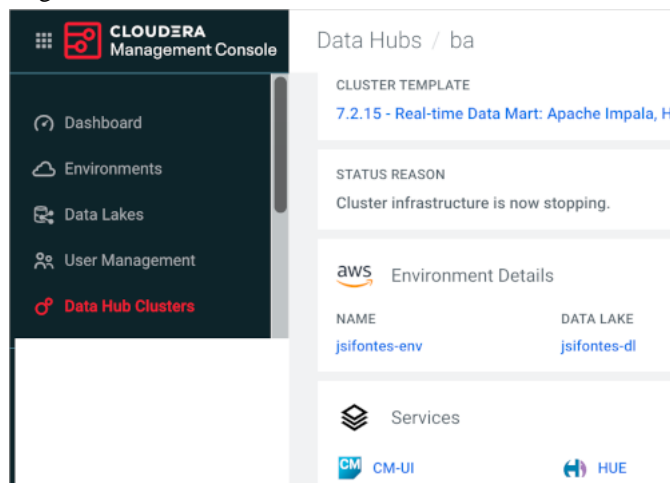 CLOUDERA
Management Console
Dashboard
Environments
Data Lakes
User Management
Data Hub Clusters
Data Hubs / ba
CLUSTER TEMPLATE
7.2.15 - Real-time Data Mart: Apache Impala, H
STATUS REASON
Cluster infrastructure is now stopping.
aws Environment Details
NAME DATA LAKE
jsifontes-env jsifontes-dl
Services
CM CM-UI HUE